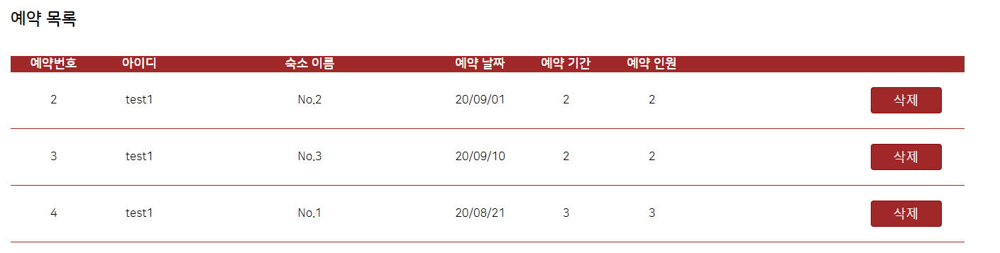 예약 목록
예약번호 아이디 숙소 이름 예약 날짜 예약 기간 예약 인원
2 test1 No.2 20/09/01 2 2 삭제
3 test1 No.3 20/09/10 2 2 삭제
4 test1 No.1 20/08/21 3 3 삭제